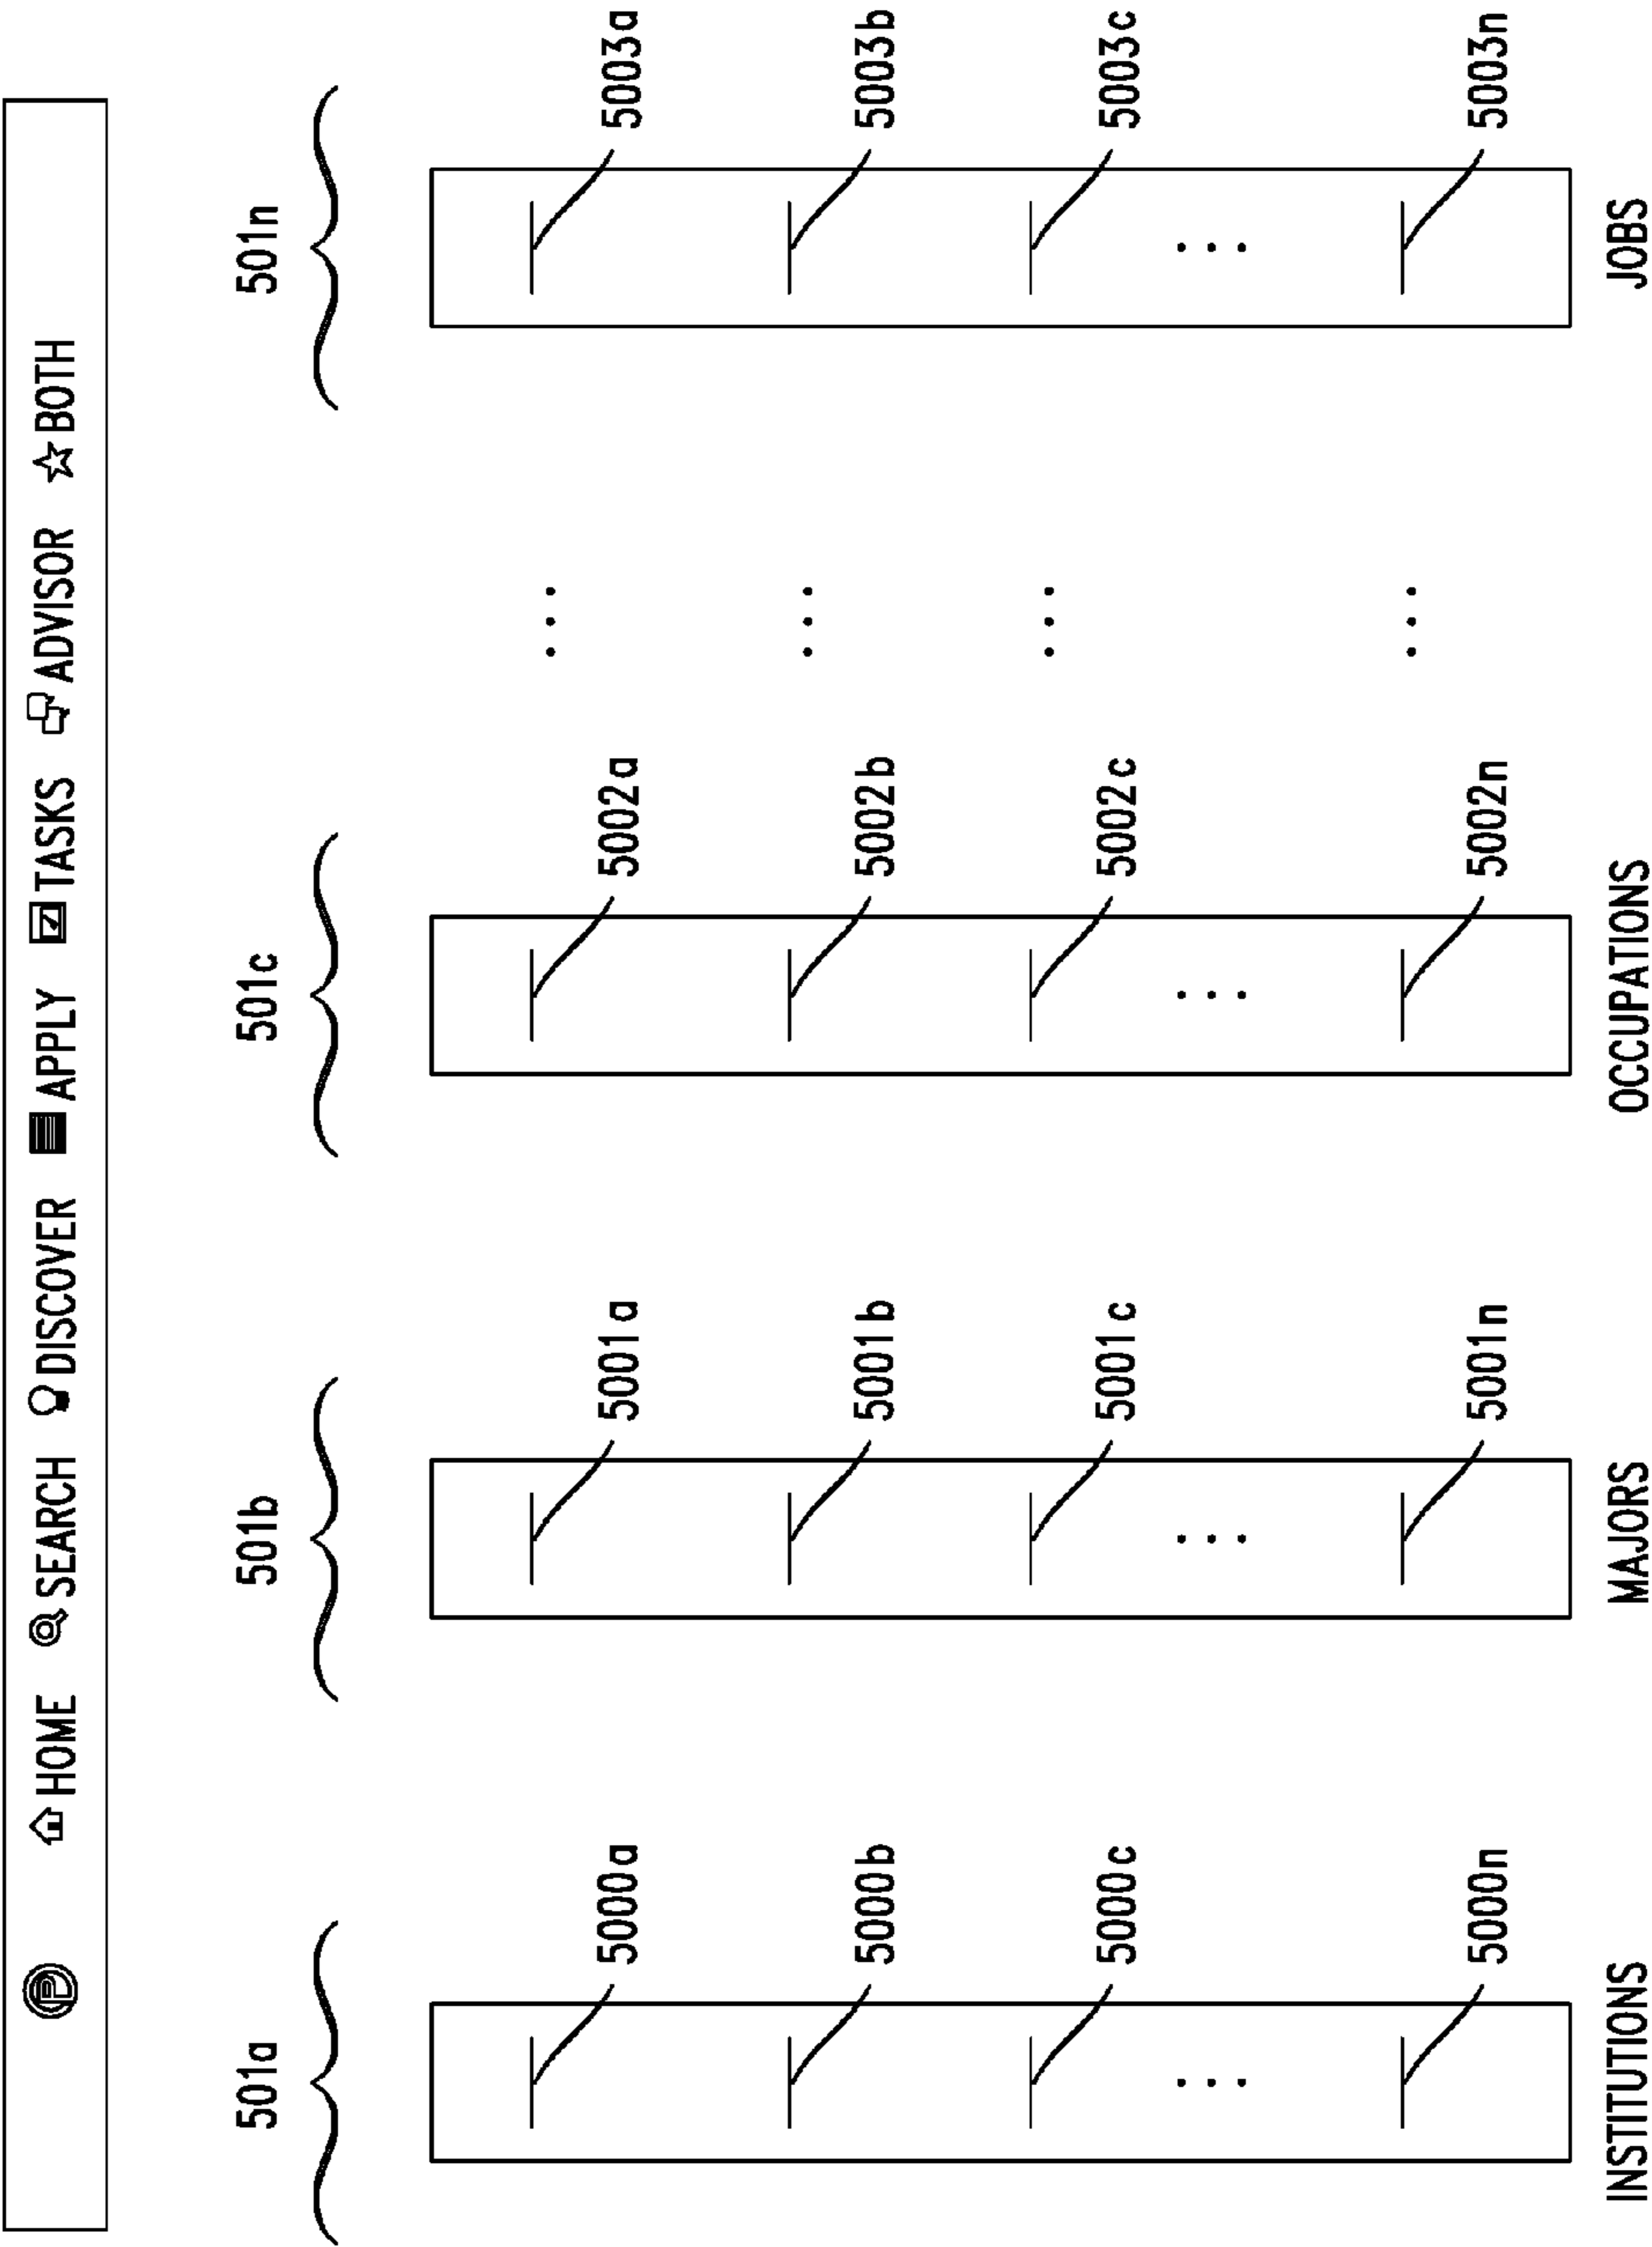 HOME SEARCH DISCOVER APPLY TASKS ADVISOR BOTH
501a 501b 501c 501n
5000a 5001a 5002a ... 5003a
5000b 5001b 5002b ... 5003b
5000c 5001c 5002c ... 5003c
... ... ... ...
5000n 5001n 5002n ... 5003n
INSTITUTIONS MAJORS OCCUPATIONS JOBS